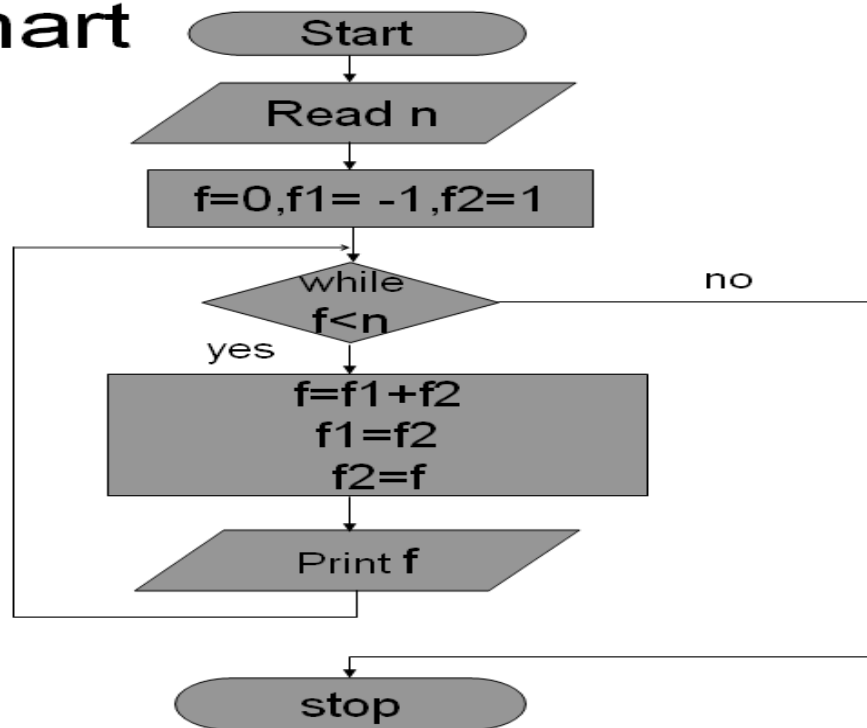 hart
Start
Read n
f=0,f1= -1,f2=1
while
f<n
no
yes
f=f1+f2
f1=f2
f2=f
Print f
stop